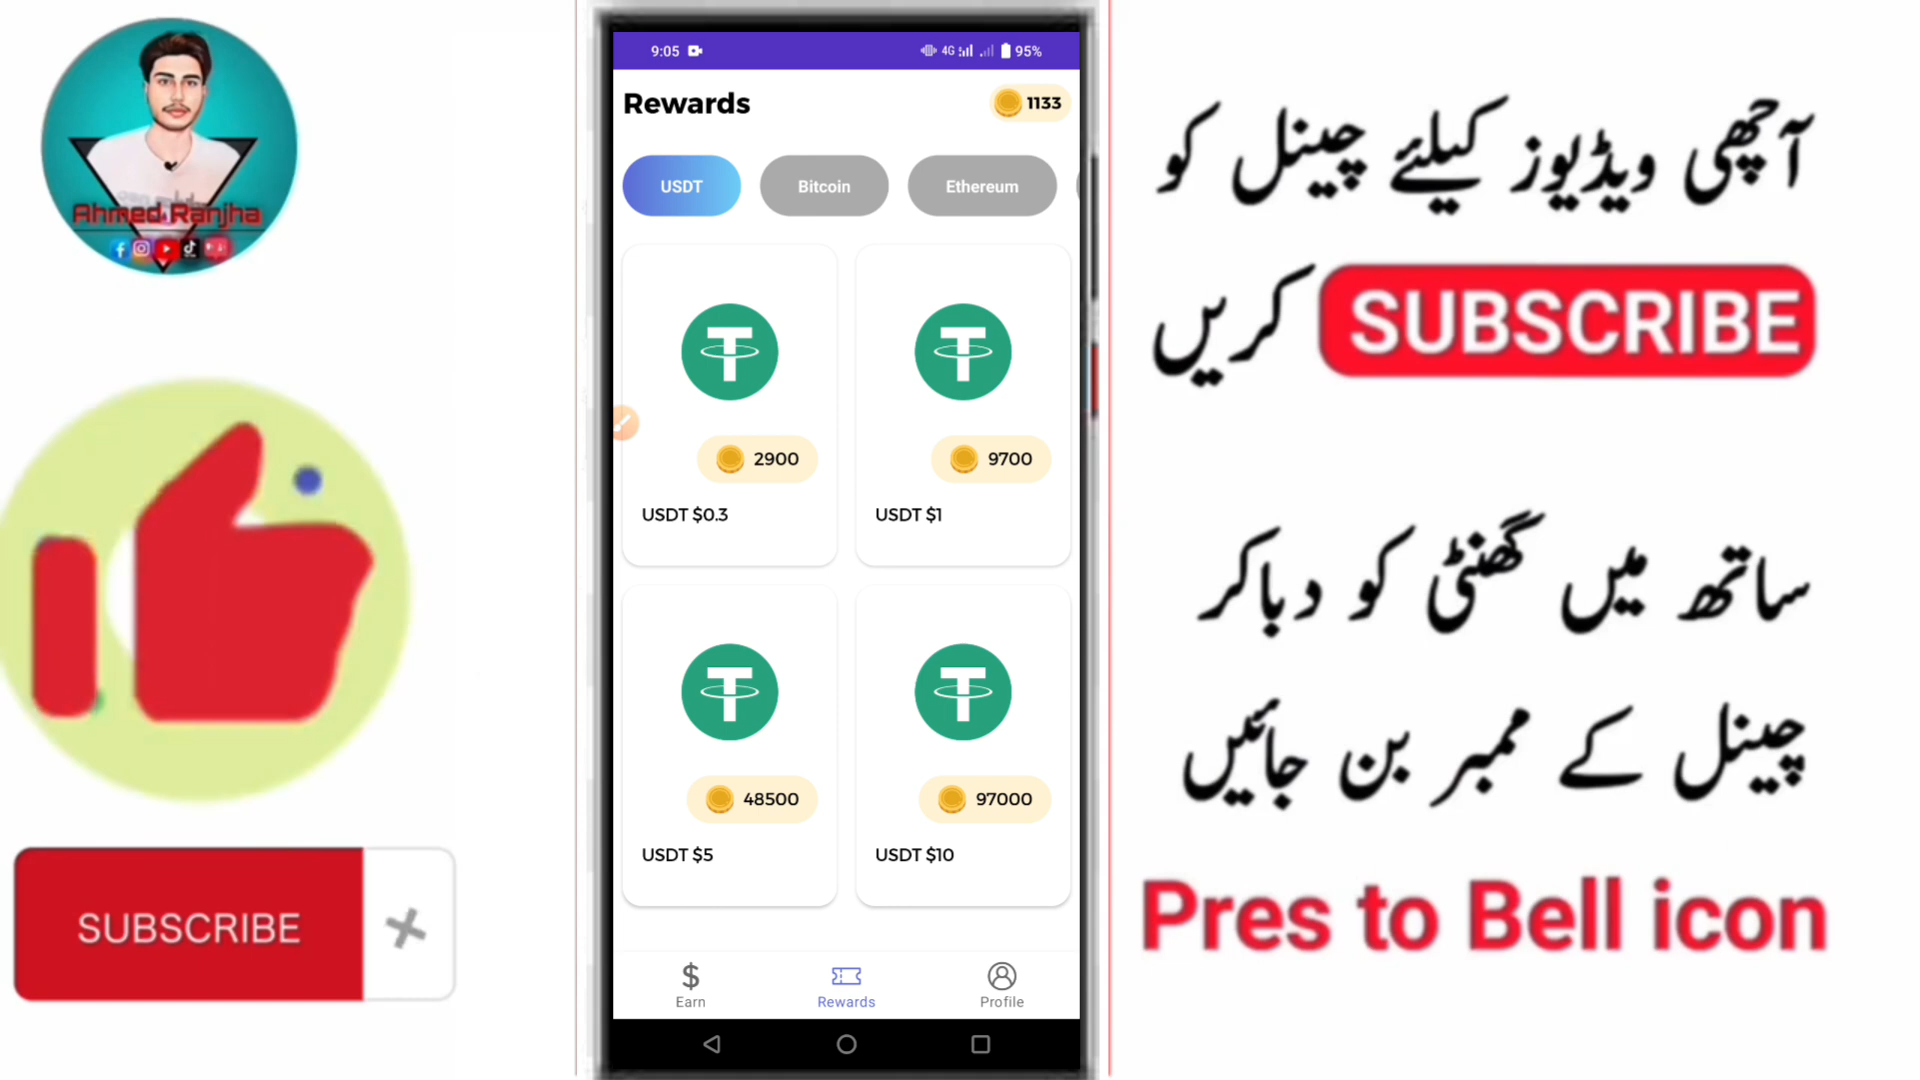 Ahmed Ranjha
SUBSCRIBE
9:05
4G
95%
Rewards
1133
USDT
Bitcoin
Ethereum
2900
USDT $0.3
9700
USDT $1
48500
USDT $5
97000
USDT $10
Earn
Rewards
Profile
آچھی ویڈیوز کیلئے چینل کو
SUBSCRIBE کریں
ساتھ میں گھنٹی کو دباکر
چینل کے ممبر بن جائیں
Pres to Bell icon